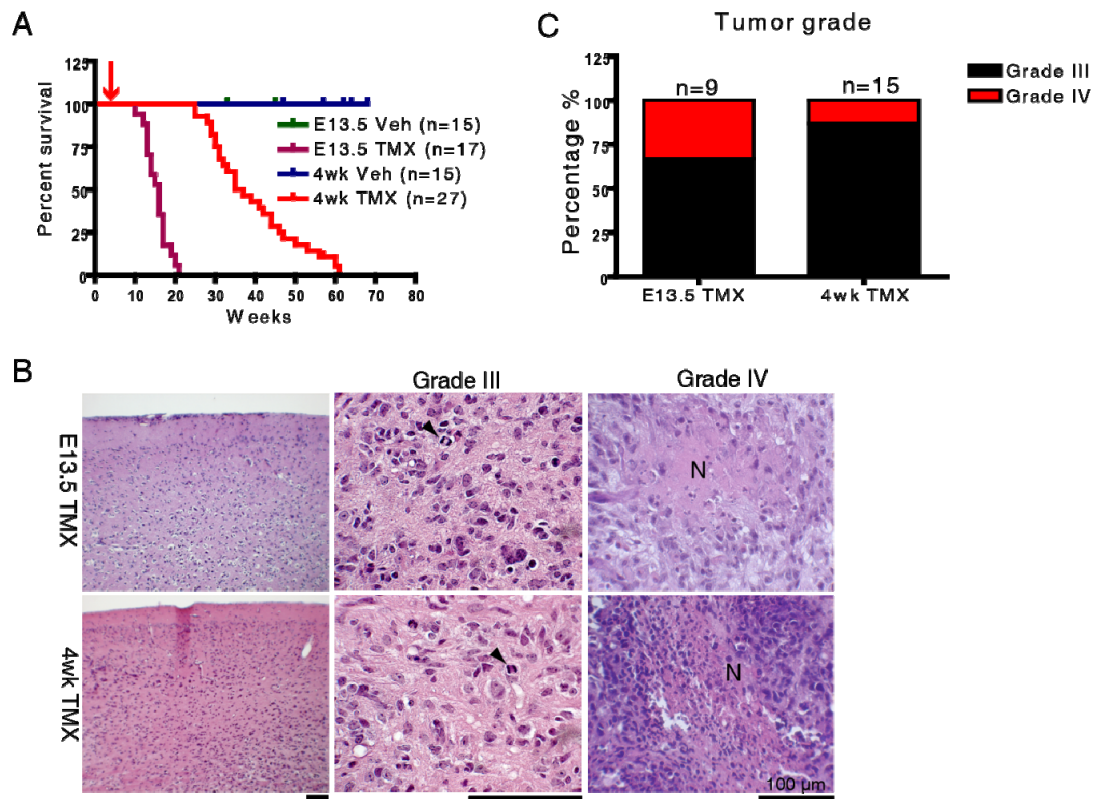 A
Percent survival
125
100
75
50
25
0
0 10 20 30 40 50 60 70 80
Weeks
E13.5 Veh (n=15)
E13.5 TMX (n=17)
4wk Veh (n=15)
4wk TMX (n=27)
C
Tumor grade
Percentage %
125
100
75
50
25
0
n=9
n=15
E13.5 TMX
4wk TMX
Grade III
Grade IV
B
Grade III
Grade IV
E13.5 TMX
N
4wk TMX
N
100 µm